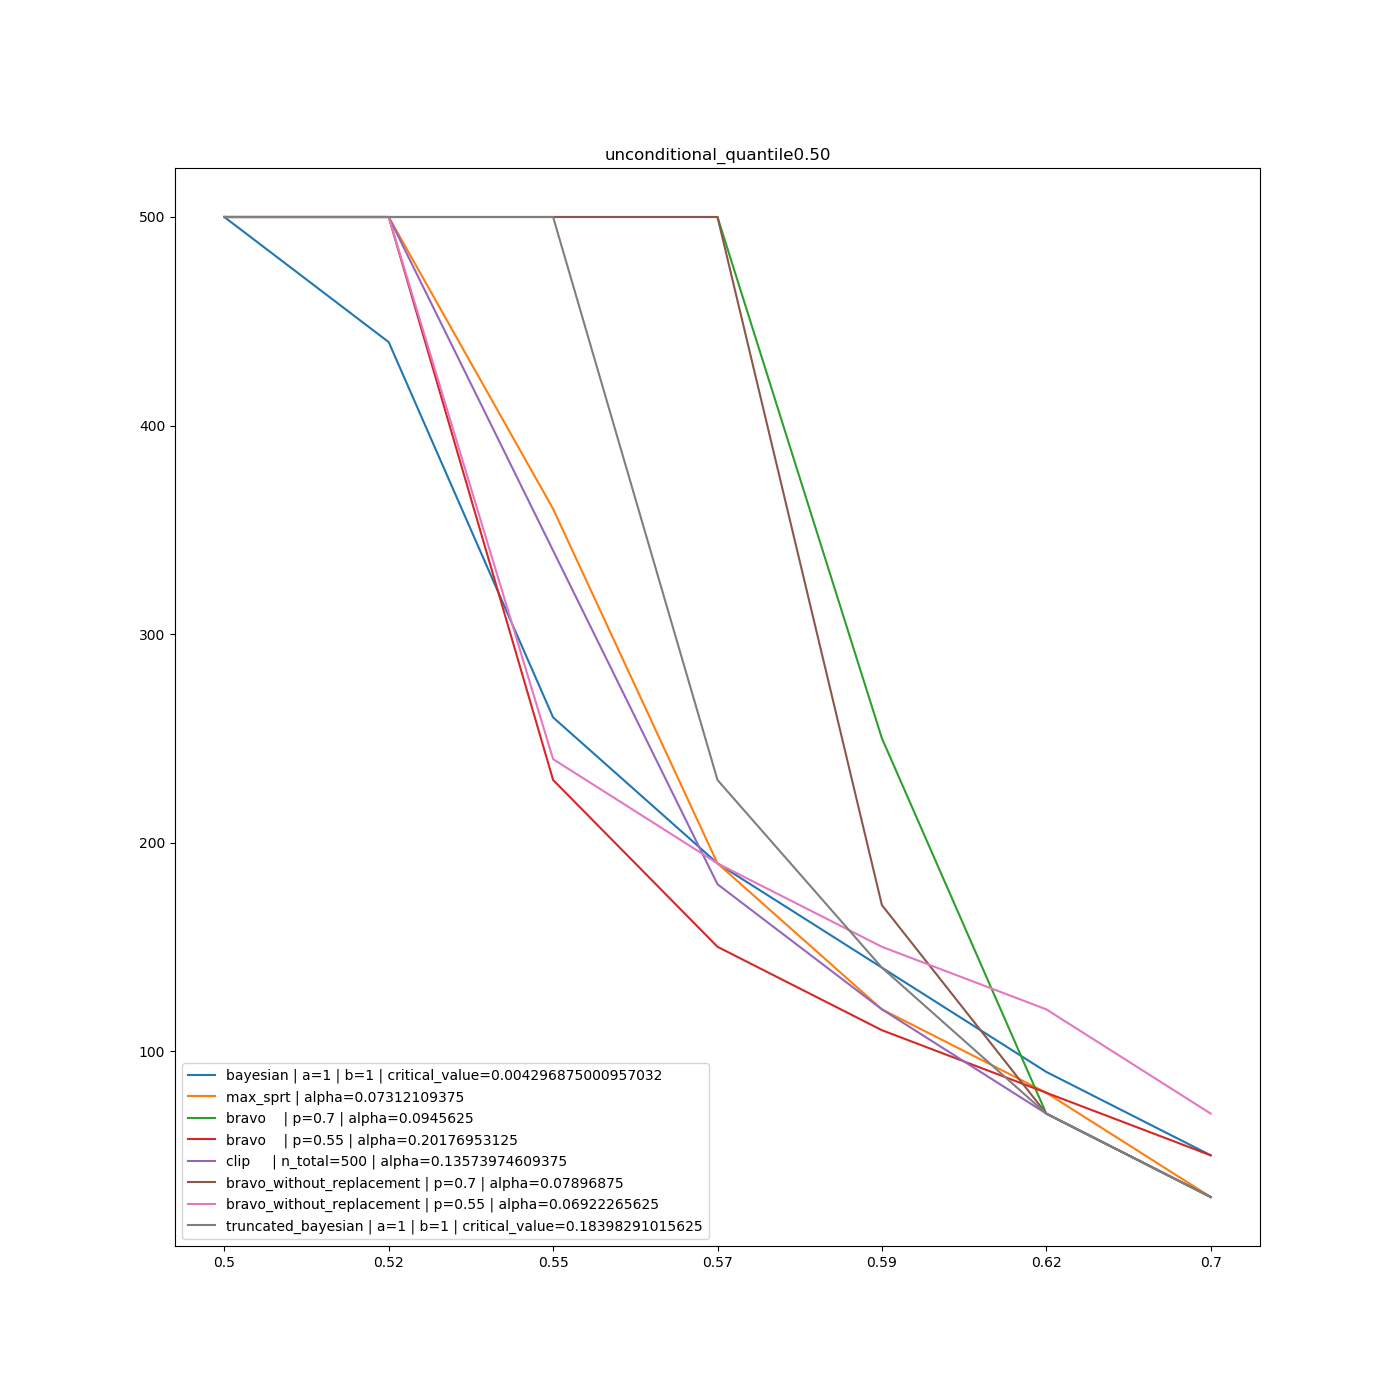 unconditional_quantile0.50
500
400
300
200
100
bayesian | a=1 | b=1 | critical_value=0.004296875000957032
max_sprt | alpha=0.07312109375
bravo    | p=0.7 | alpha=0.0945625
bravo    | p=0.55 | alpha=0.20176953125
clip     | n_total=500 | alpha=0.13573974609375
bravo_without_replacement | p=0.7 | alpha=0.07896875
bravo_without_replacement | p=0.55 | alpha=0.06922265625
truncated_bayesian | a=1 | b=1 | critical_value=0.18398291015625
0.5 0.52 0.55 0.57 0.59 0.62 0.7